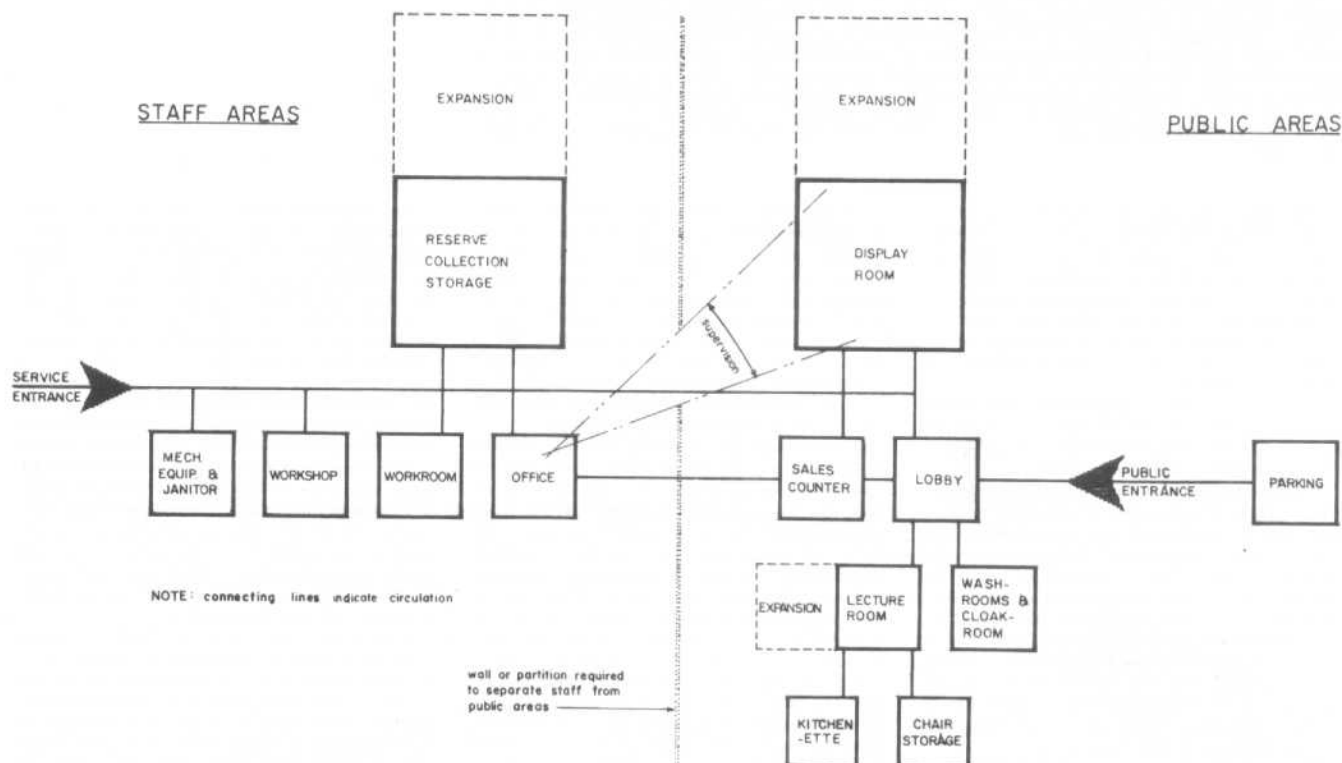 STAFF AREAS
PUBLIC AREAS
EXPANSION
EXPANSION
RESERVE
COLLECTION
STORAGE
DISPLAY
ROOM
supervision
SERVICE
ENTRANCE
MECH.
EQUIP. &
JANITOR
WORKSHOP
WORKROOM
OFFICE
SALES
COUNTER
LOBBY
PUBLIC
ENTRANCE
PARKING
NOTE: connecting lines indicate circulation
EXPANSION
LECTURE
ROOM
WASH-
ROOMS &
CLOAK-
ROOM
wall or partition required
to separate staff from
public areas
KITCHEN
-ETTE
CHAIR
STORAGE